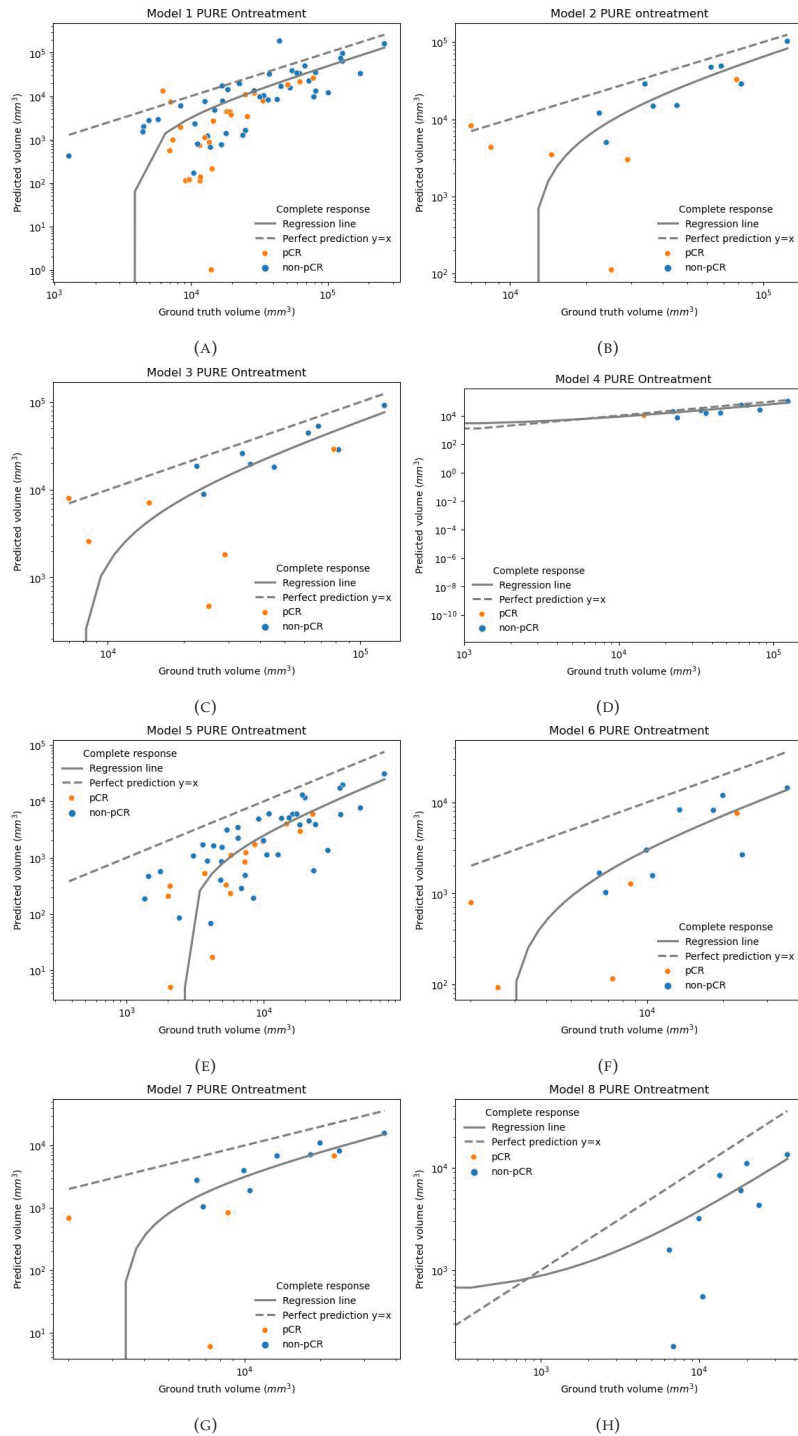 Model 1 PURE Ontreatment
Predicted volume (mm³)
10⁵
10⁴
10³
10²
10¹
10⁰
Complete response
Regression line
Perfect prediction y=x
pCR
non-pCR
10³ 10⁴ 10⁵
Ground truth volume (mm³)
(A)
Model 2 PURE ontreatment
Predicted volume (mm³)
10⁵
10⁴
10³
10²
Complete response
Regression line
Perfect prediction y=x
pCR
non-pCR
10⁴ 10⁵
Ground truth volume (mm³)
(B)
Model 3 PURE Ontreatment
Predicted volume (mm³)
10⁵
10⁴
10³
Complete response
Regression line
Perfect prediction y=x
pCR
non-pCR
10⁴ 10⁵
Ground truth volume (mm³)
(C)
Model 4 PURE Ontreatment
Predicted volume (mm³)
10⁴
10²
10⁰
10⁻²
10⁻⁴
10⁻⁶
10⁻⁸
10⁻¹⁰
Complete response
Regression line
Perfect prediction y=x
pCR
non-pCR
10³ 10⁴ 10⁵
Ground truth volume (mm³)
(D)
Model 5 PURE Ontreatment
Predicted volume (mm³)
10⁵
10⁴
10³
10²
10¹
Complete response
Regression line
Perfect prediction y=x
pCR
non-pCR
10³ 10⁴
Ground truth volume (mm³)
(E)
Model 6 PURE Ontreatment
Predicted volume (mm³)
10⁴
10³
10²
Complete response
Regression line
Perfect prediction y=x
pCR
non-pCR
10⁴
Ground truth volume (mm³)
(F)
Model 7 PURE Ontreatment
Predicted volume (mm³)
10⁴
10³
10²
10¹
Complete response
Regression line
Perfect prediction y=x
pCR
non-pCR
10⁴
Ground truth volume (mm³)
(G)
Model 8 PURE Ontreatment
Predicted volume (mm³)
10⁴
10³
Complete response
Regression line
Perfect prediction y=x
pCR
non-pCR
10³ 10⁴
Ground truth volume (mm³)
(H)